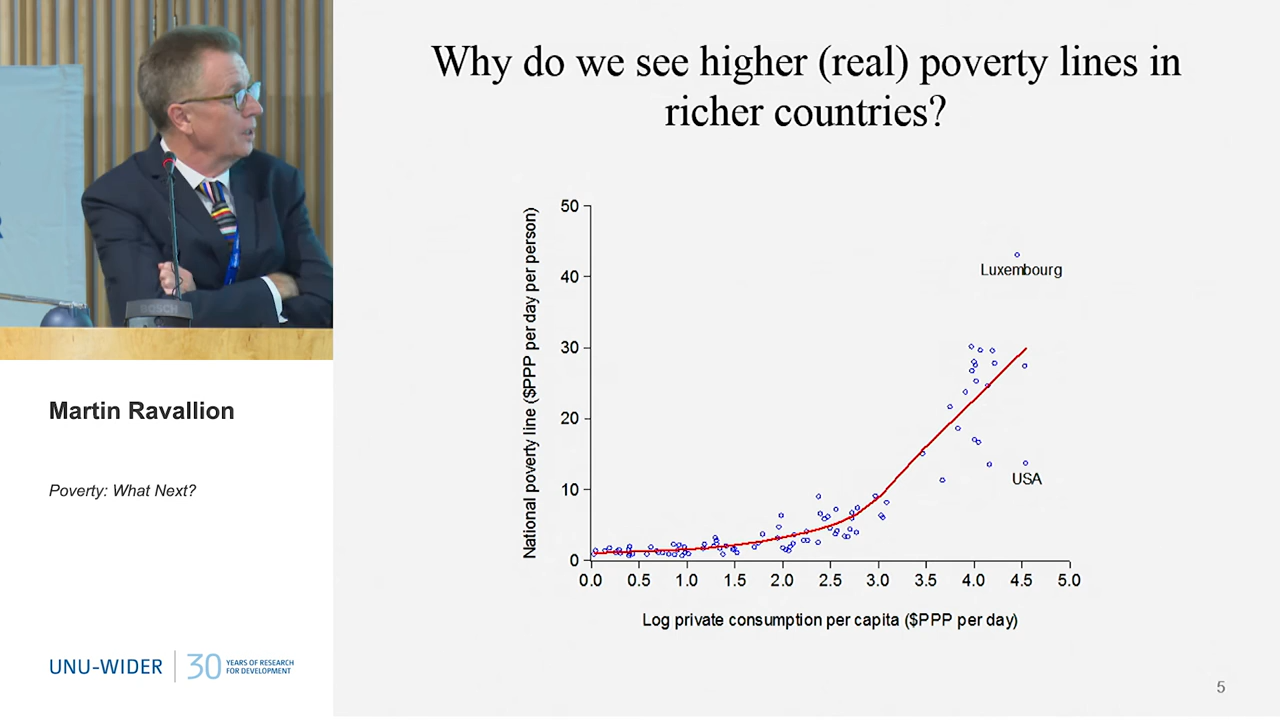 Why do we see higher (real) poverty lines in
richer countries?
BOSCH
Martin Ravallion
Poverty: What Next?
UNU-WIDER
30
YEARS OF RESEARCH
FOR DEVELOPMENT
National poverty line ($PPP per day per person)
50
40
30
20
10
0
Luxembourg
USA
0.0 0.5 1.0 1.5 2.0 2.5 3.0 3.5 4.0 4.5 5.0
Log private consumption per capita ($PPP per day)
5